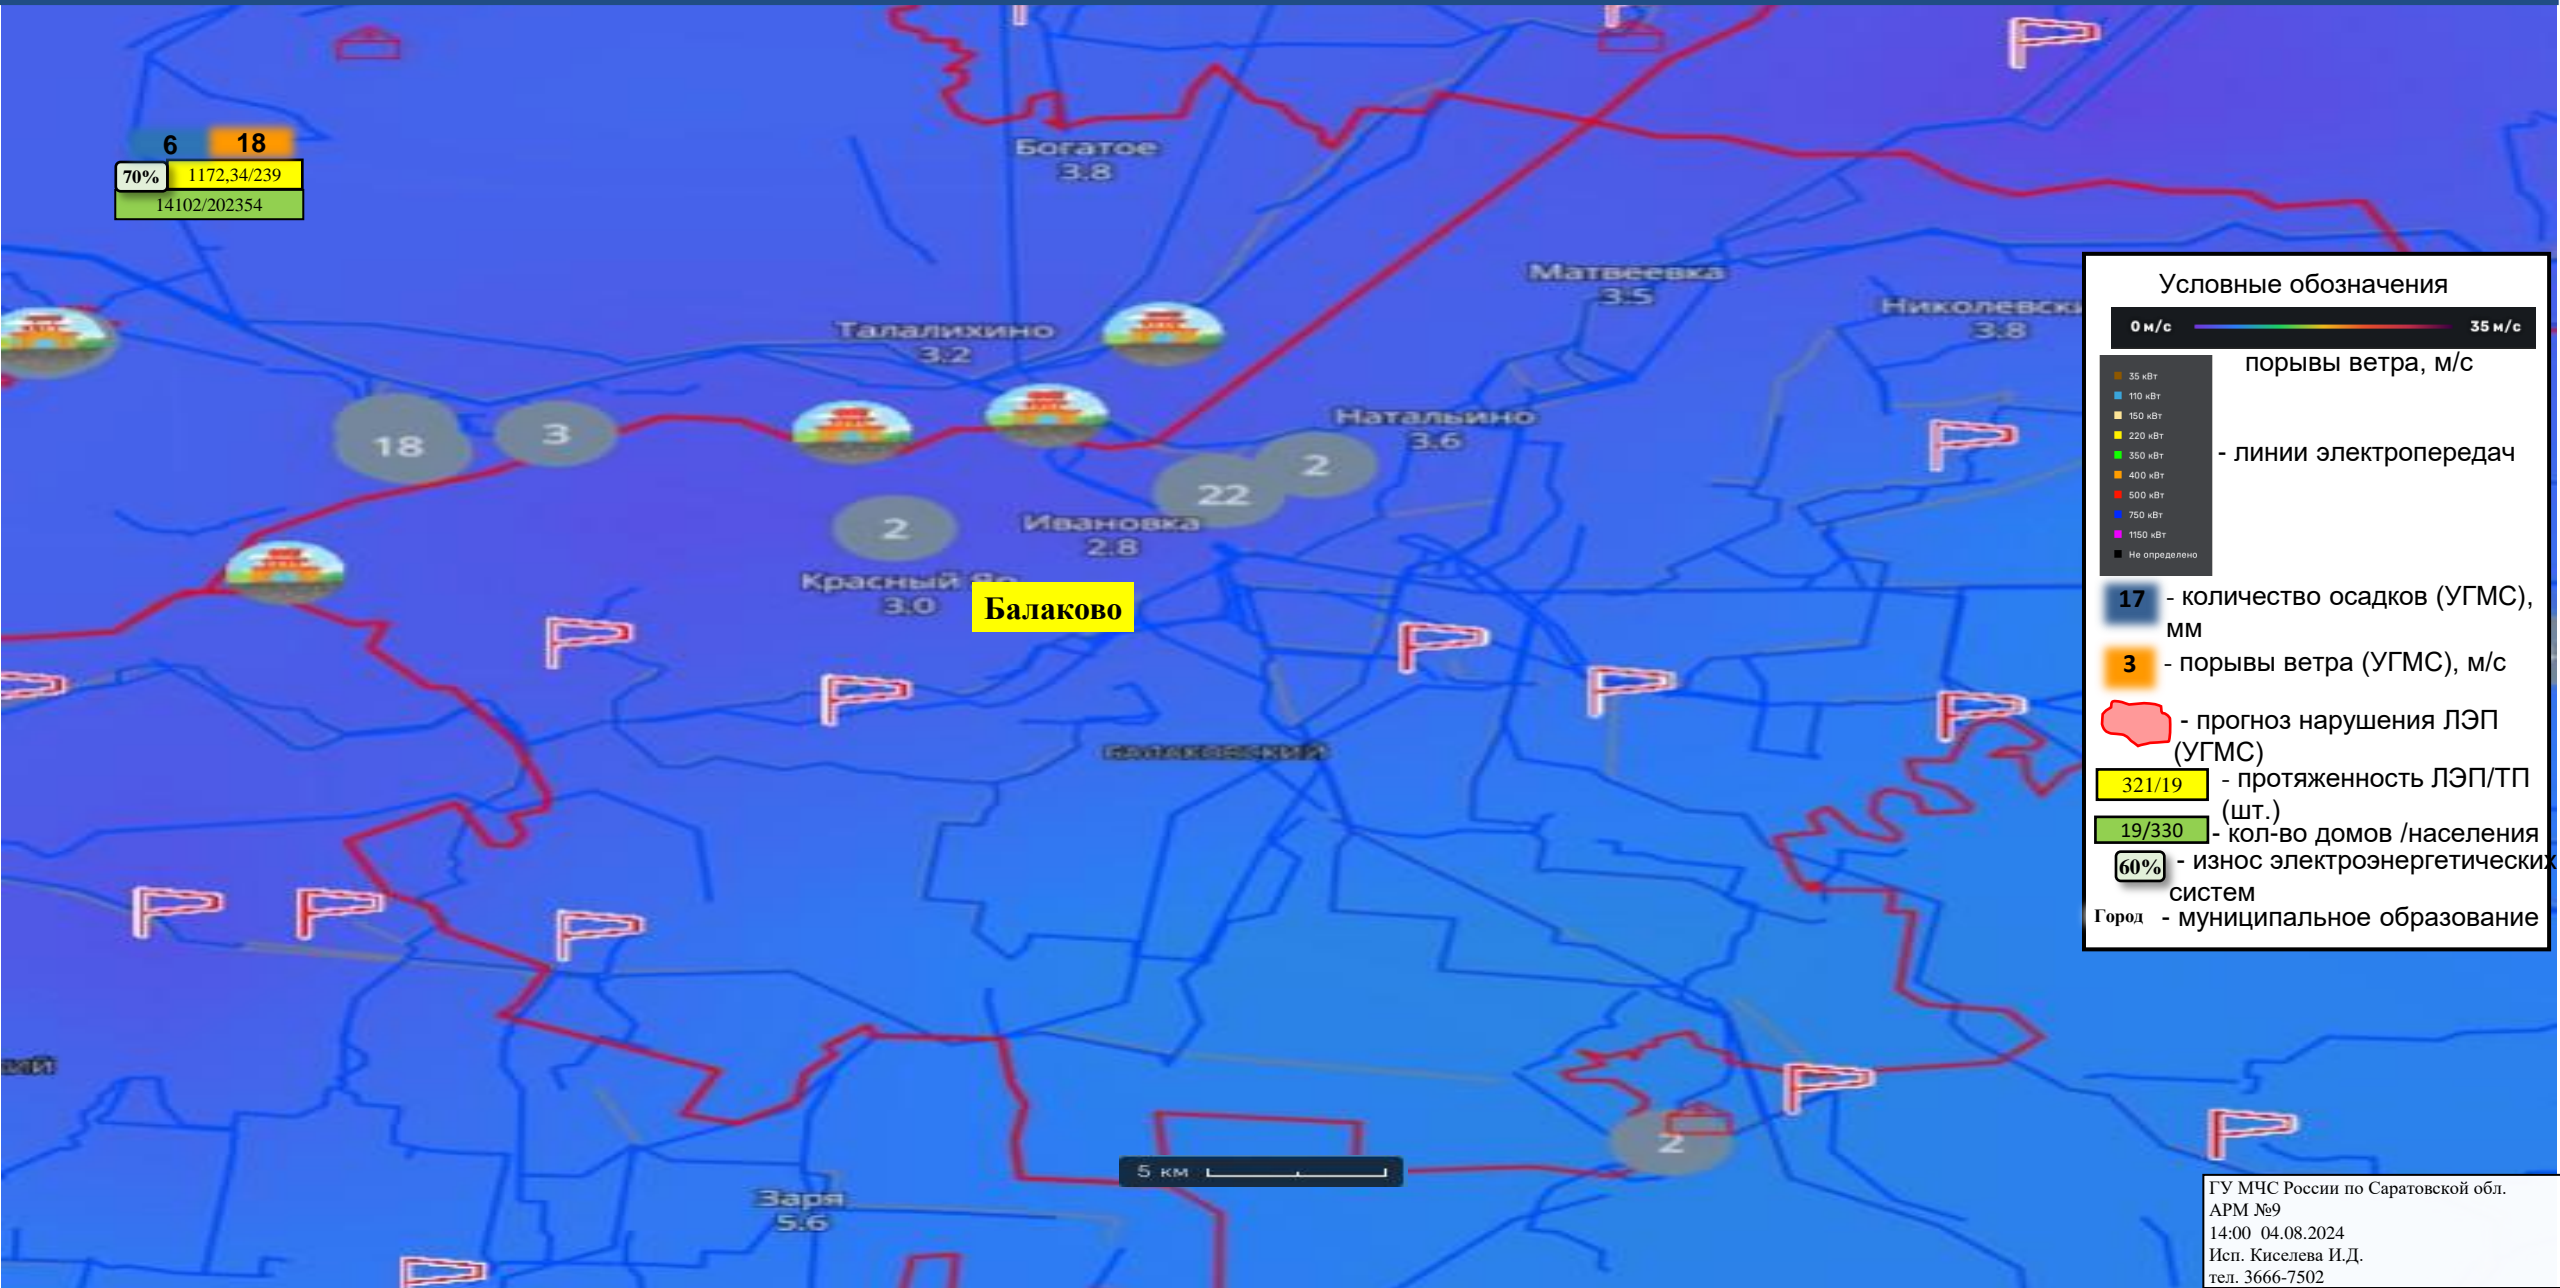 6 18
70% 1172,34/239
14102/202354
Богатое
3.8
Матвеевка
3.5
Николевски
3.8
Талалихино
3.2
Натальино
3.6
18
3
2
22
2
Ивановка
2.8
Красный
3.0
Балаково
БАЛАКОВСКИЙ
Заря
5.6
5 км
2
Условные обозначения
0 м/с 35 м/с
порывы ветра, м/с
35 кВт
110 кВт
150 кВт
220 кВт
350 кВт
400 кВт
500 кВт
750 кВт
1150 кВт
Не определено
- линии электропередач
17 - количество осадков (УГМС),
мм
3 - порывы ветра (УГМС), м/с
- прогноз нарушения ЛЭП
(УГМС)
321/19 - протяженность ЛЭП/ТП
(шт.)
19/330 - кол-во домов /населения
60% - износ электроэнергетических
систем
Город - муниципальное образование
ГУ МЧС России по Саратовской обл.
АРМ №9
14:00 04.08.2024
Исп. Киселева И.Д.
тел. 3666-7502